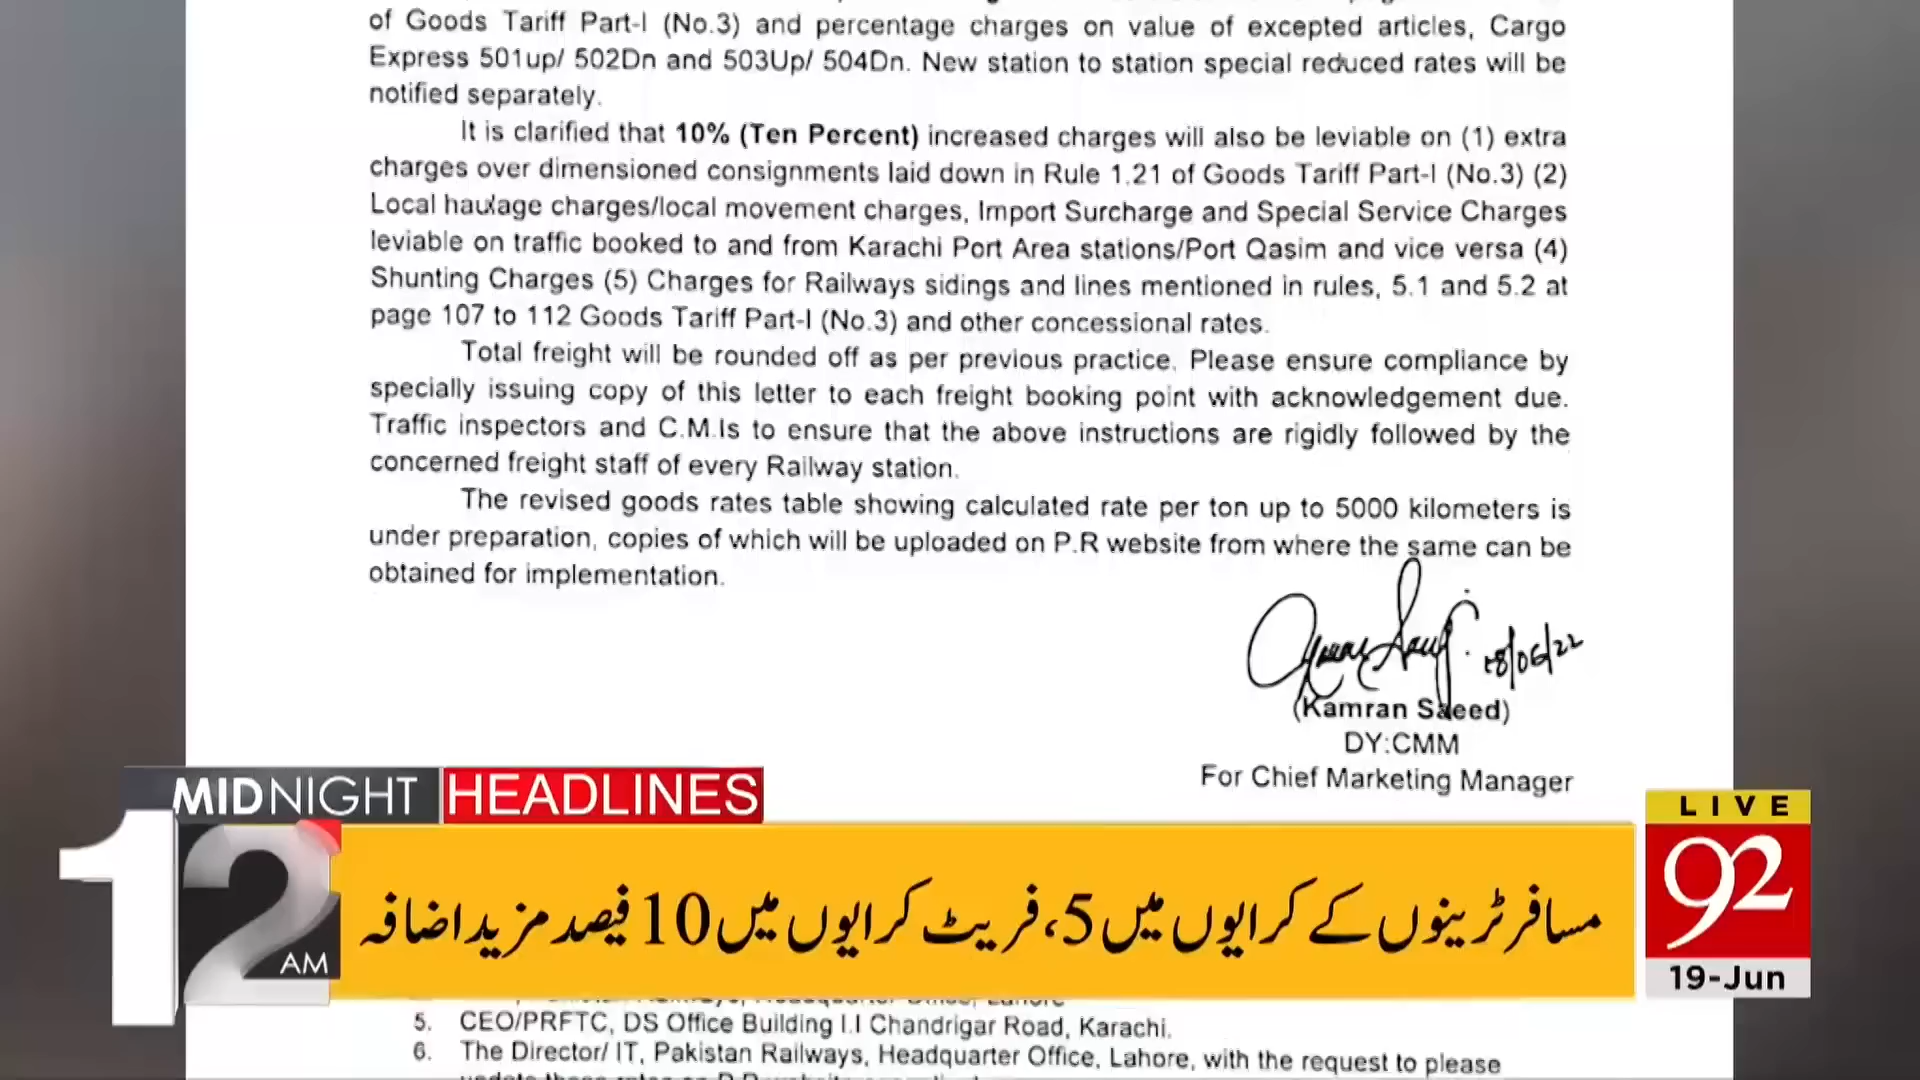 of Goods Tariff Part-I (No.3) and percentage charges on value of excepted articles, Cargo
Express 501up/ 502Dn and 503Up/ 504Dn. New station to station special reduced rates will be
notified separately.
It is clarified that 10% (Ten Percent) increased charges will also be leviable on (1) extra
charges over dimensioned consignments laid down in Rule 1.21 of Goods Tariff Part-I (No.3) (2)
Local haulage charges/local movement charges, Import Surcharge and Special Service Charges
leviable on traffic booked to and from Karachi Port Area stations/Port Qasim and vice versa (4)
Shunting Charges (5) Charges for Railways sidings and lines mentioned in rules, 5.1 and 5.2 at
page 107 to 112 Goods Tariff Part-I (No.3) and other concessional rates.
Total freight will be rounded off as per previous practice. Please ensure compliance by
specially issuing copy of this letter to each freight booking point with acknowledgement due.
Traffic inspectors and C.M.Is to ensure that the above instructions are rigidly followed by the
concerned freight staff of every Railway station.
The revised goods rates table showing calculated rate per ton up to 5000 kilometers is
under preparation, copies of which will be uploaded on P.R website from where the same can be
obtained for implementation.
18/06/22
(Kamran Saeed)
DY:CMM
For Chief Marketing Manager
MIDNIGHT HEADLINES
12 AM
مسافر ٹرینوں کے کرایوں میں 5، فریٹ کرایوں میں 10 فیصد مزید اضافہ
LIVE
92
19-Jun
5. CEO/PRFTC, DS Office Building I.I Chandrigar Road, Karachi.
6. The Director/ IT, Pakistan Railways, Headquarter Office, Lahore, with the request to please